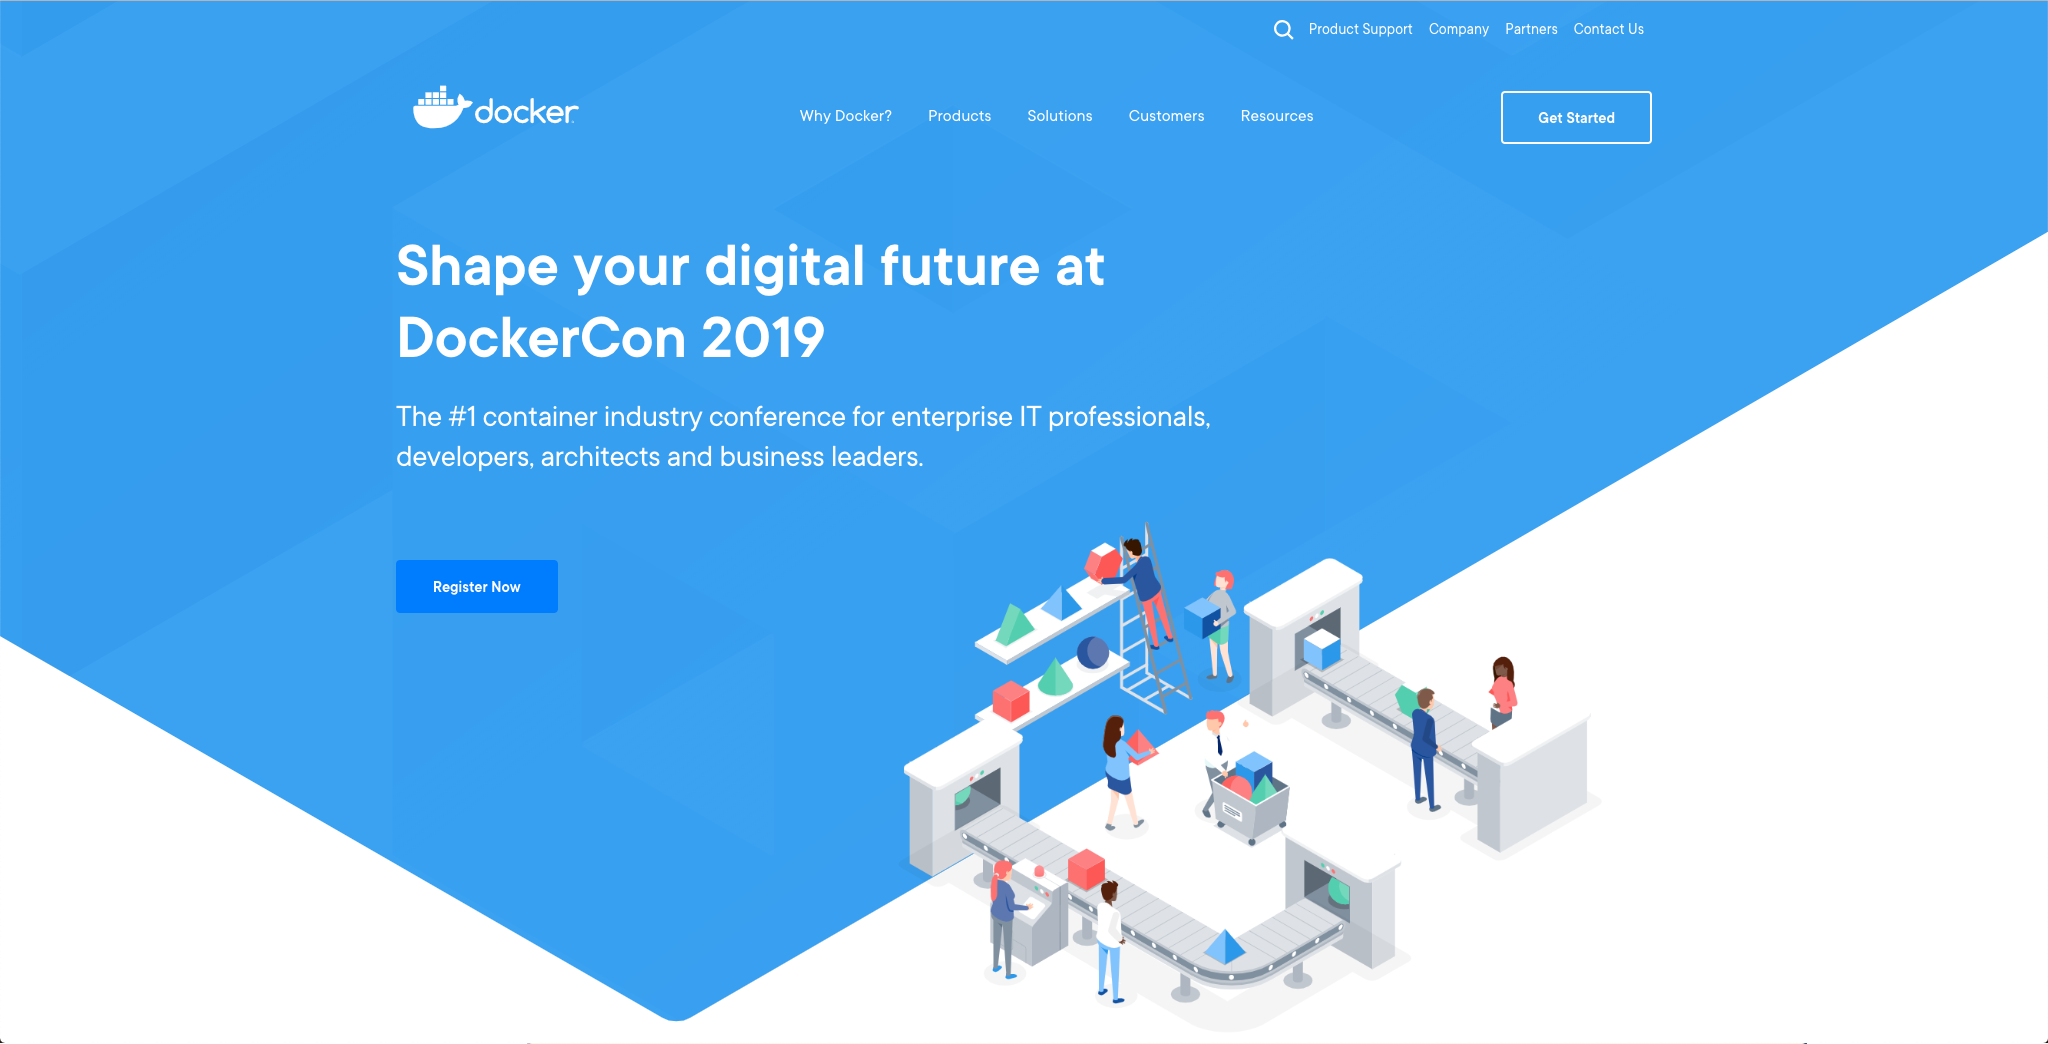 Product Support Company Partners Contact Us
docker
Why Docker? Products Solutions Customers Resources
Get Started
Shape your digital future at
DockerCon 2019
The #1 container industry conference for enterprise IT professionals,
developers, architects and business leaders.
Register Now